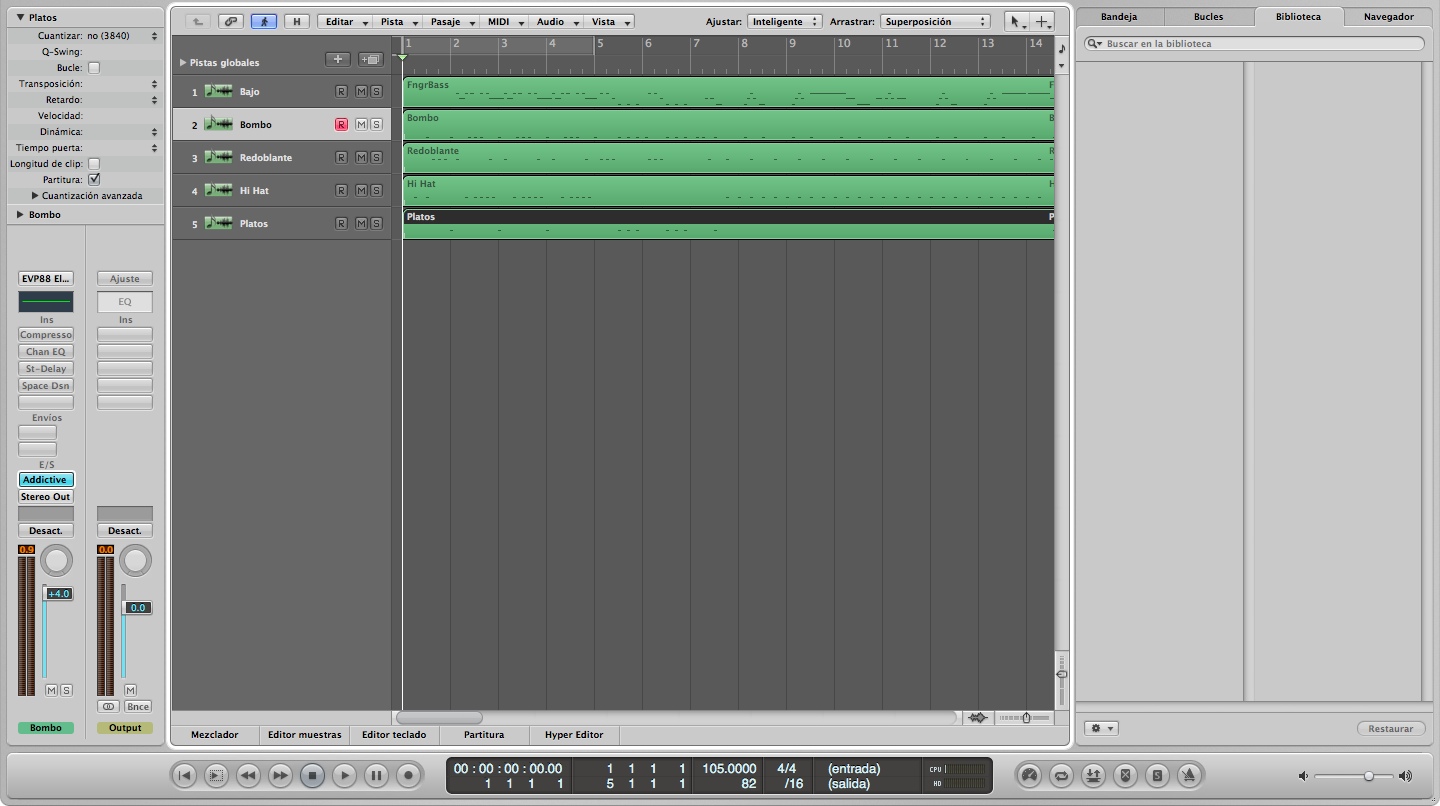 Platos
Cuantizar: no (3840)
Q-Swing:
Bucle:
Transposición:
Retardo:
Velocidad:
Dinámica:
Tiempo puerta:
Longitud de clip:
Partitura:
Cuantización avanzada
Bombo
EVP88 El... Ajuste
EQ
Ins Ins
Compresso
Chan EQ
St-Delay
Space Dsn
Envíos
E/S
Addictive
Stereo Out
Desact. Desact.
0.9 0.0
+4.0 0.0
M S M
Bnce
Bombo Output
H Editar Pista Pasaje MIDI Audio Vista Ajustar: Inteligente Arrastrar: Superposición
1 2 3 4 5 6 7 8 9 10 11 12 13 14
Pistas globales
1 Bajo R M S FngrBass F
2 Bombo R M S Bombo B
3 Redoblante R M S Redoblante R
4 Hi Hat R M S Hi Hat H
5 Platos R M S Platos P
Mezclador Editor muestras Editor teclado Partitura Hyper Editor
Bandeja Bucles Biblioteca Navegador
Buscar en la biblioteca
Restaurar
00 : 00 : 00 : 00.00 1 1 1 1 105.0000 4/4 (entrada) CPU
1 1 1 1 5 1 1 1 82 /16 (salida) HD
S